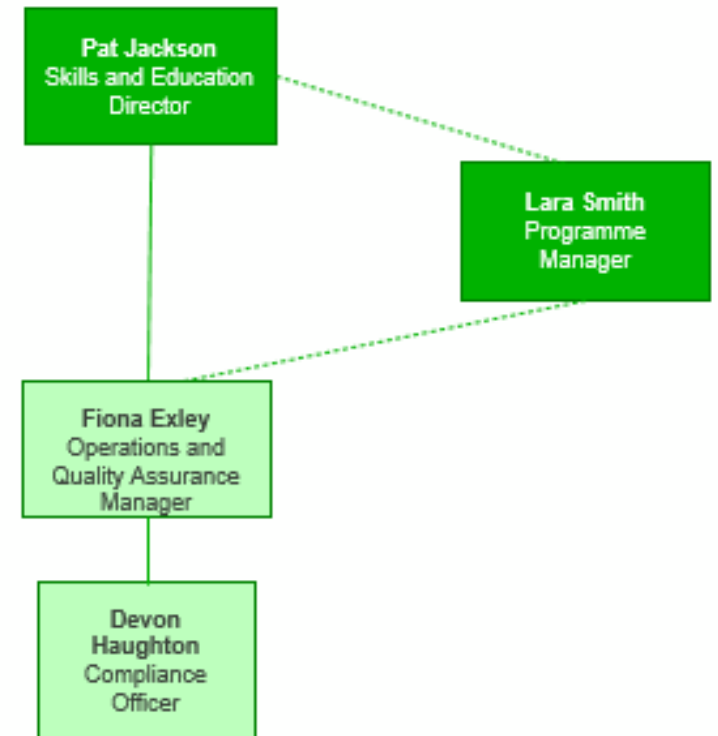 Pat Jackson
Skills and Education
Director
Lara Smith
Programme
Manager
Fiona Exley
Operations and
Quality Assurance
Manager
Devon
Haughton
Compliance
Officer